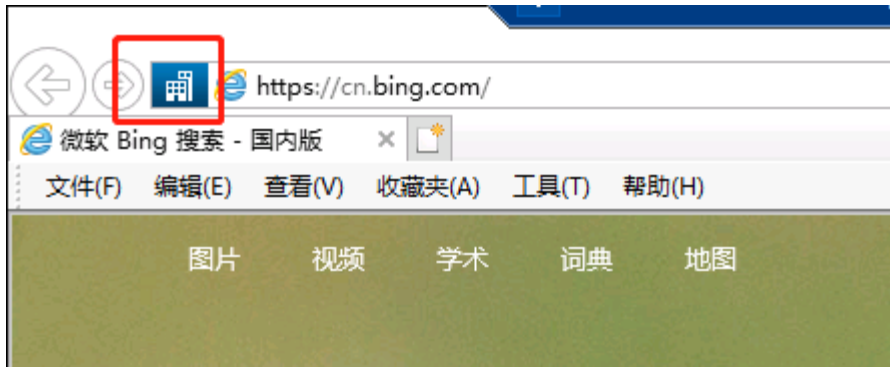 https://cn.bing.com/
微软 Bing 搜索 - 国内版
文件(F) 编辑(E) 查看(V) 收藏夹(A) 工具(T) 帮助(H)
图片 视频 学术 词典 地图